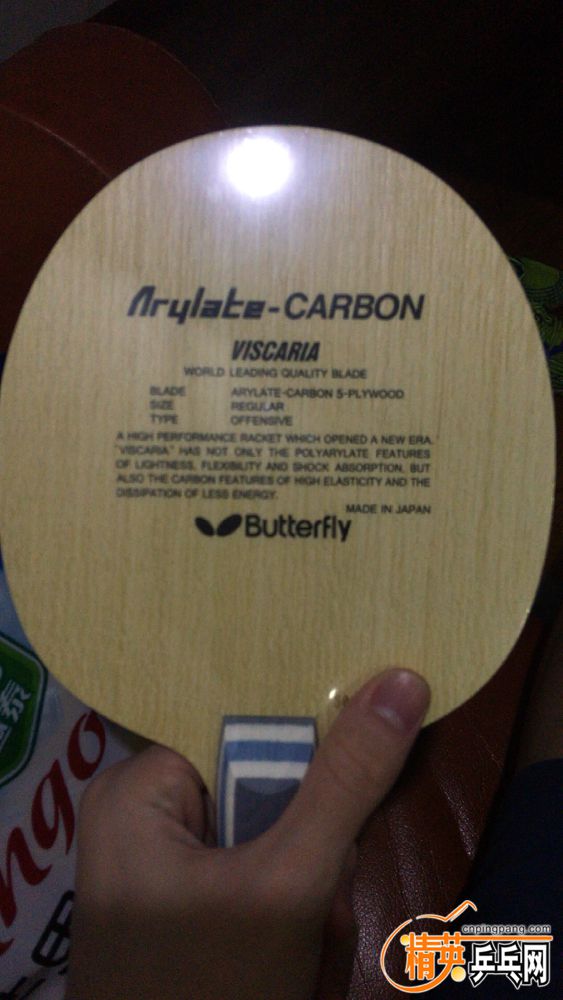 Arylate-CARBON
VISCARIA
WORLD LEADING QUALITY BLADE
BLADE ARYLATE-CARBON 5-PLYWOOD
SIZE REGULAR
TYPE OFFENSIVE
A HIGH PERFORMANCE RACKET WHICH OPENED A NEW ERA.
"VISCARIA" HAS NOT ONLY THE POLYARYLATE FEATURES
OF LIGHTNESS, FLEXIBILITY AND SHOCK ABSORPTION, BUT
ALSO THE CARBON FEATURES OF HIGH ELASTICITY AND THE
DISSIPATION OF LESS ENERGY.
MADE IN JAPAN
Butterfly
泰
ngo
cnpingpang.com
精英乒乓网